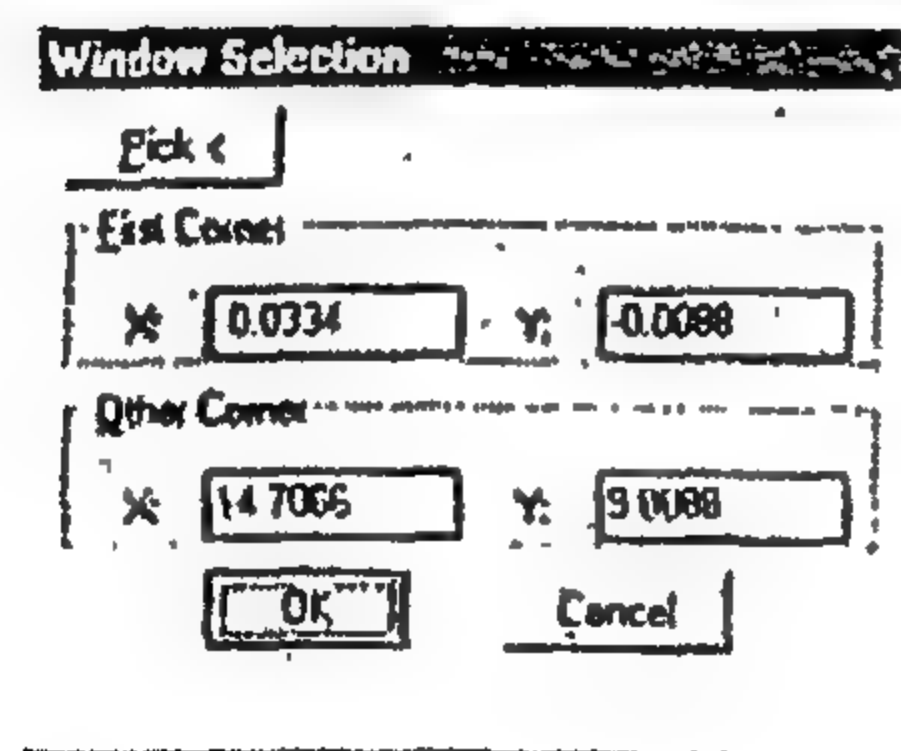 Window Selection
Pick <
First Corner
X: 0.0334 Y: -0.0088
Other Corner
X: 14.7066 Y: 9.0088
OK Cancel